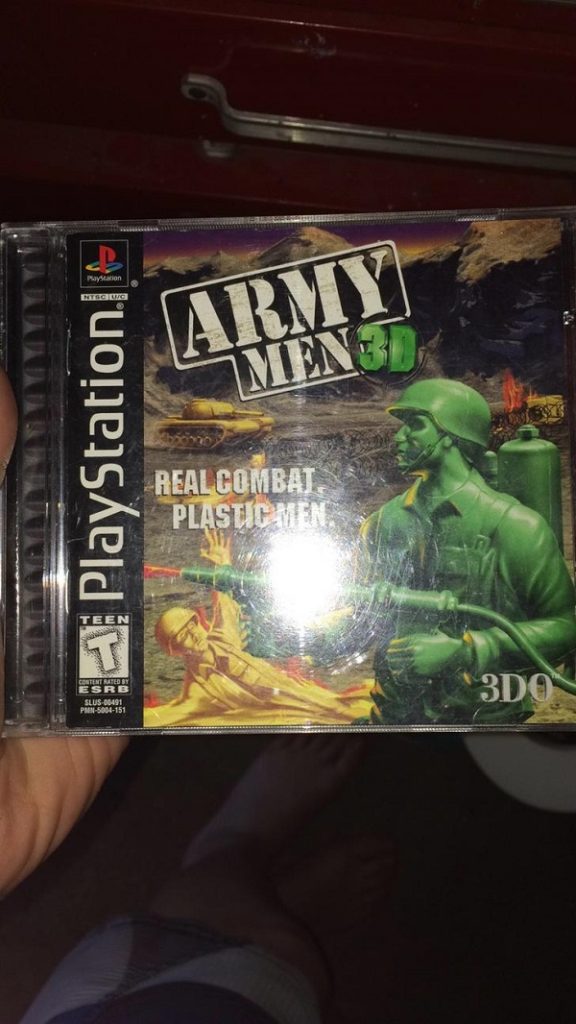 PlayStation
NTSC U/C
PlayStation®
ARMY
MEN 3D
REAL COMBAT.
PLASTIC MEN.
TEEN
T
CONTENT RATED BY
ESRB
SLUS-00491
PMN-5004-151
3DO™